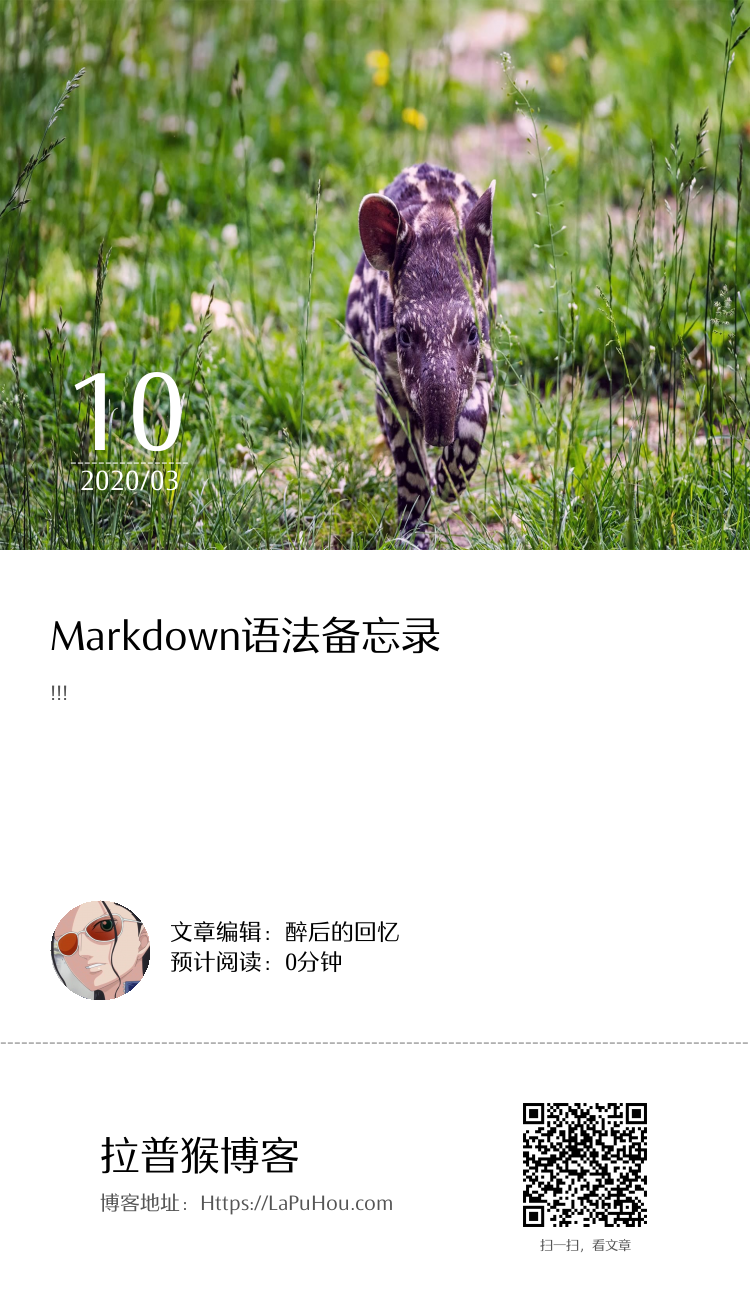 10
2020/03
Markdown语法备忘录
!!!
文章编辑：醉后的回忆
预计阅读：0分钟
拉普猴博客
博客地址：Https://LaPuHou.com
扫一扫，看文章